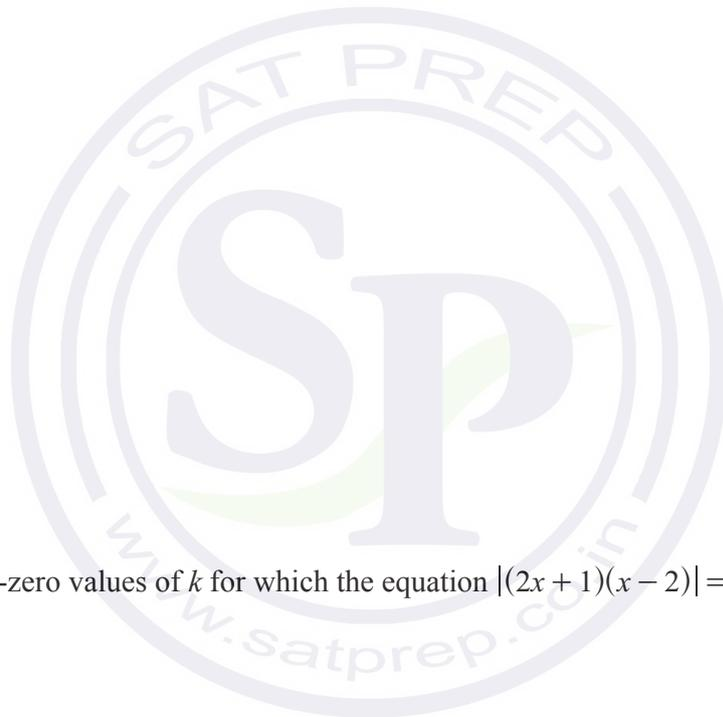 SAT PREP
SP
-zero values of k for which the equation |(2x + 1)(x − 2)| =
www.satprep.co.in